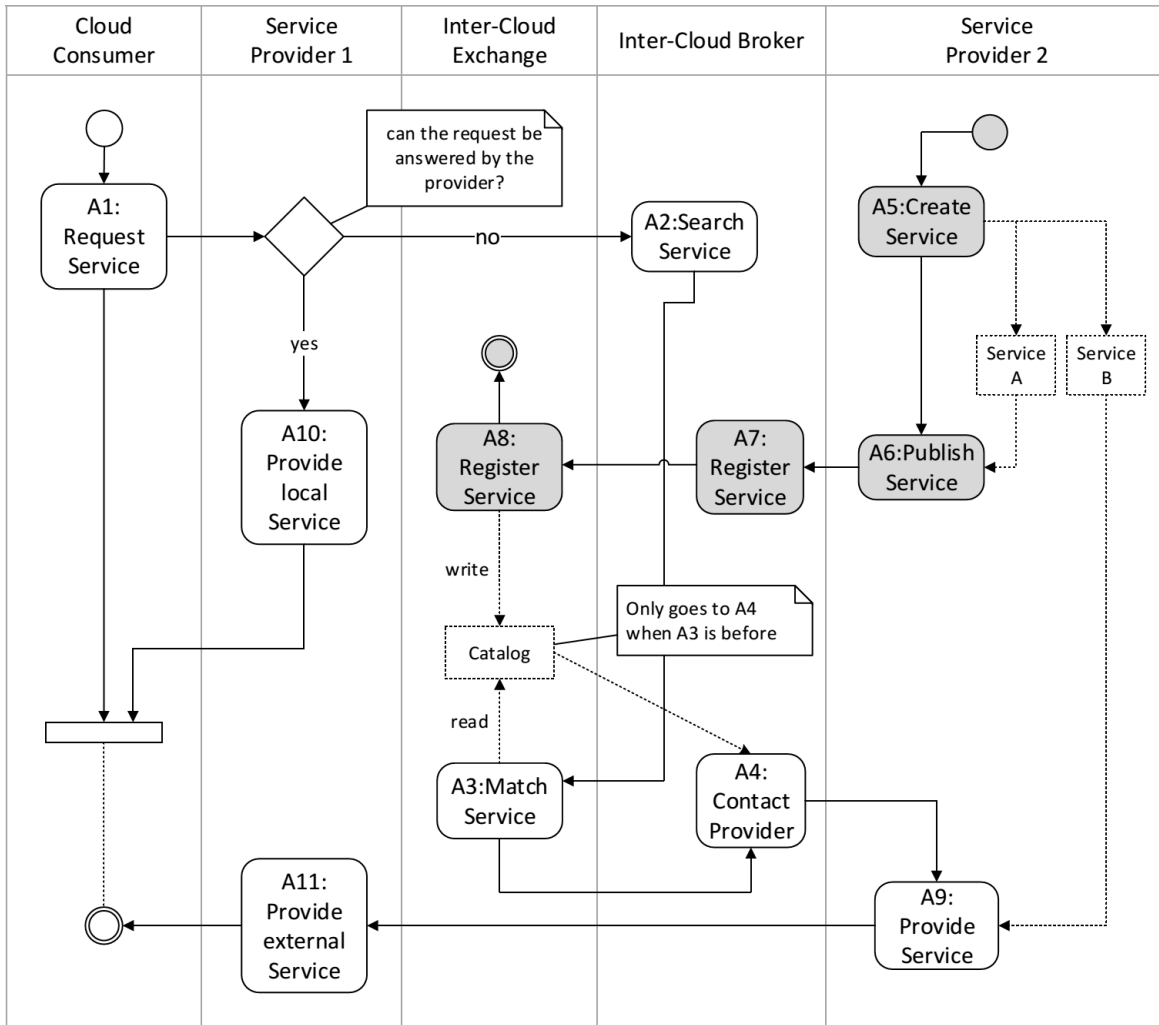 Cloud
Consumer
Service
Provider 1
Inter-Cloud
Exchange
Inter-Cloud Broker
Service
Provider 2
can the request be
answered by the
provider?
A1:
Request
Service
no
A2:Search
Service
A5:Create
Service
yes
Service
A
Service
B
A10:
Provide
local
Service
A8:
Register
Service
A7:
Register
Service
A6:Publish
Service
write
Only goes to A4
when A3 is before
Catalog
read
A3:Match
Service
A4:
Contact
Provider
A11:
Provide
external
Service
A9:
Provide
Service